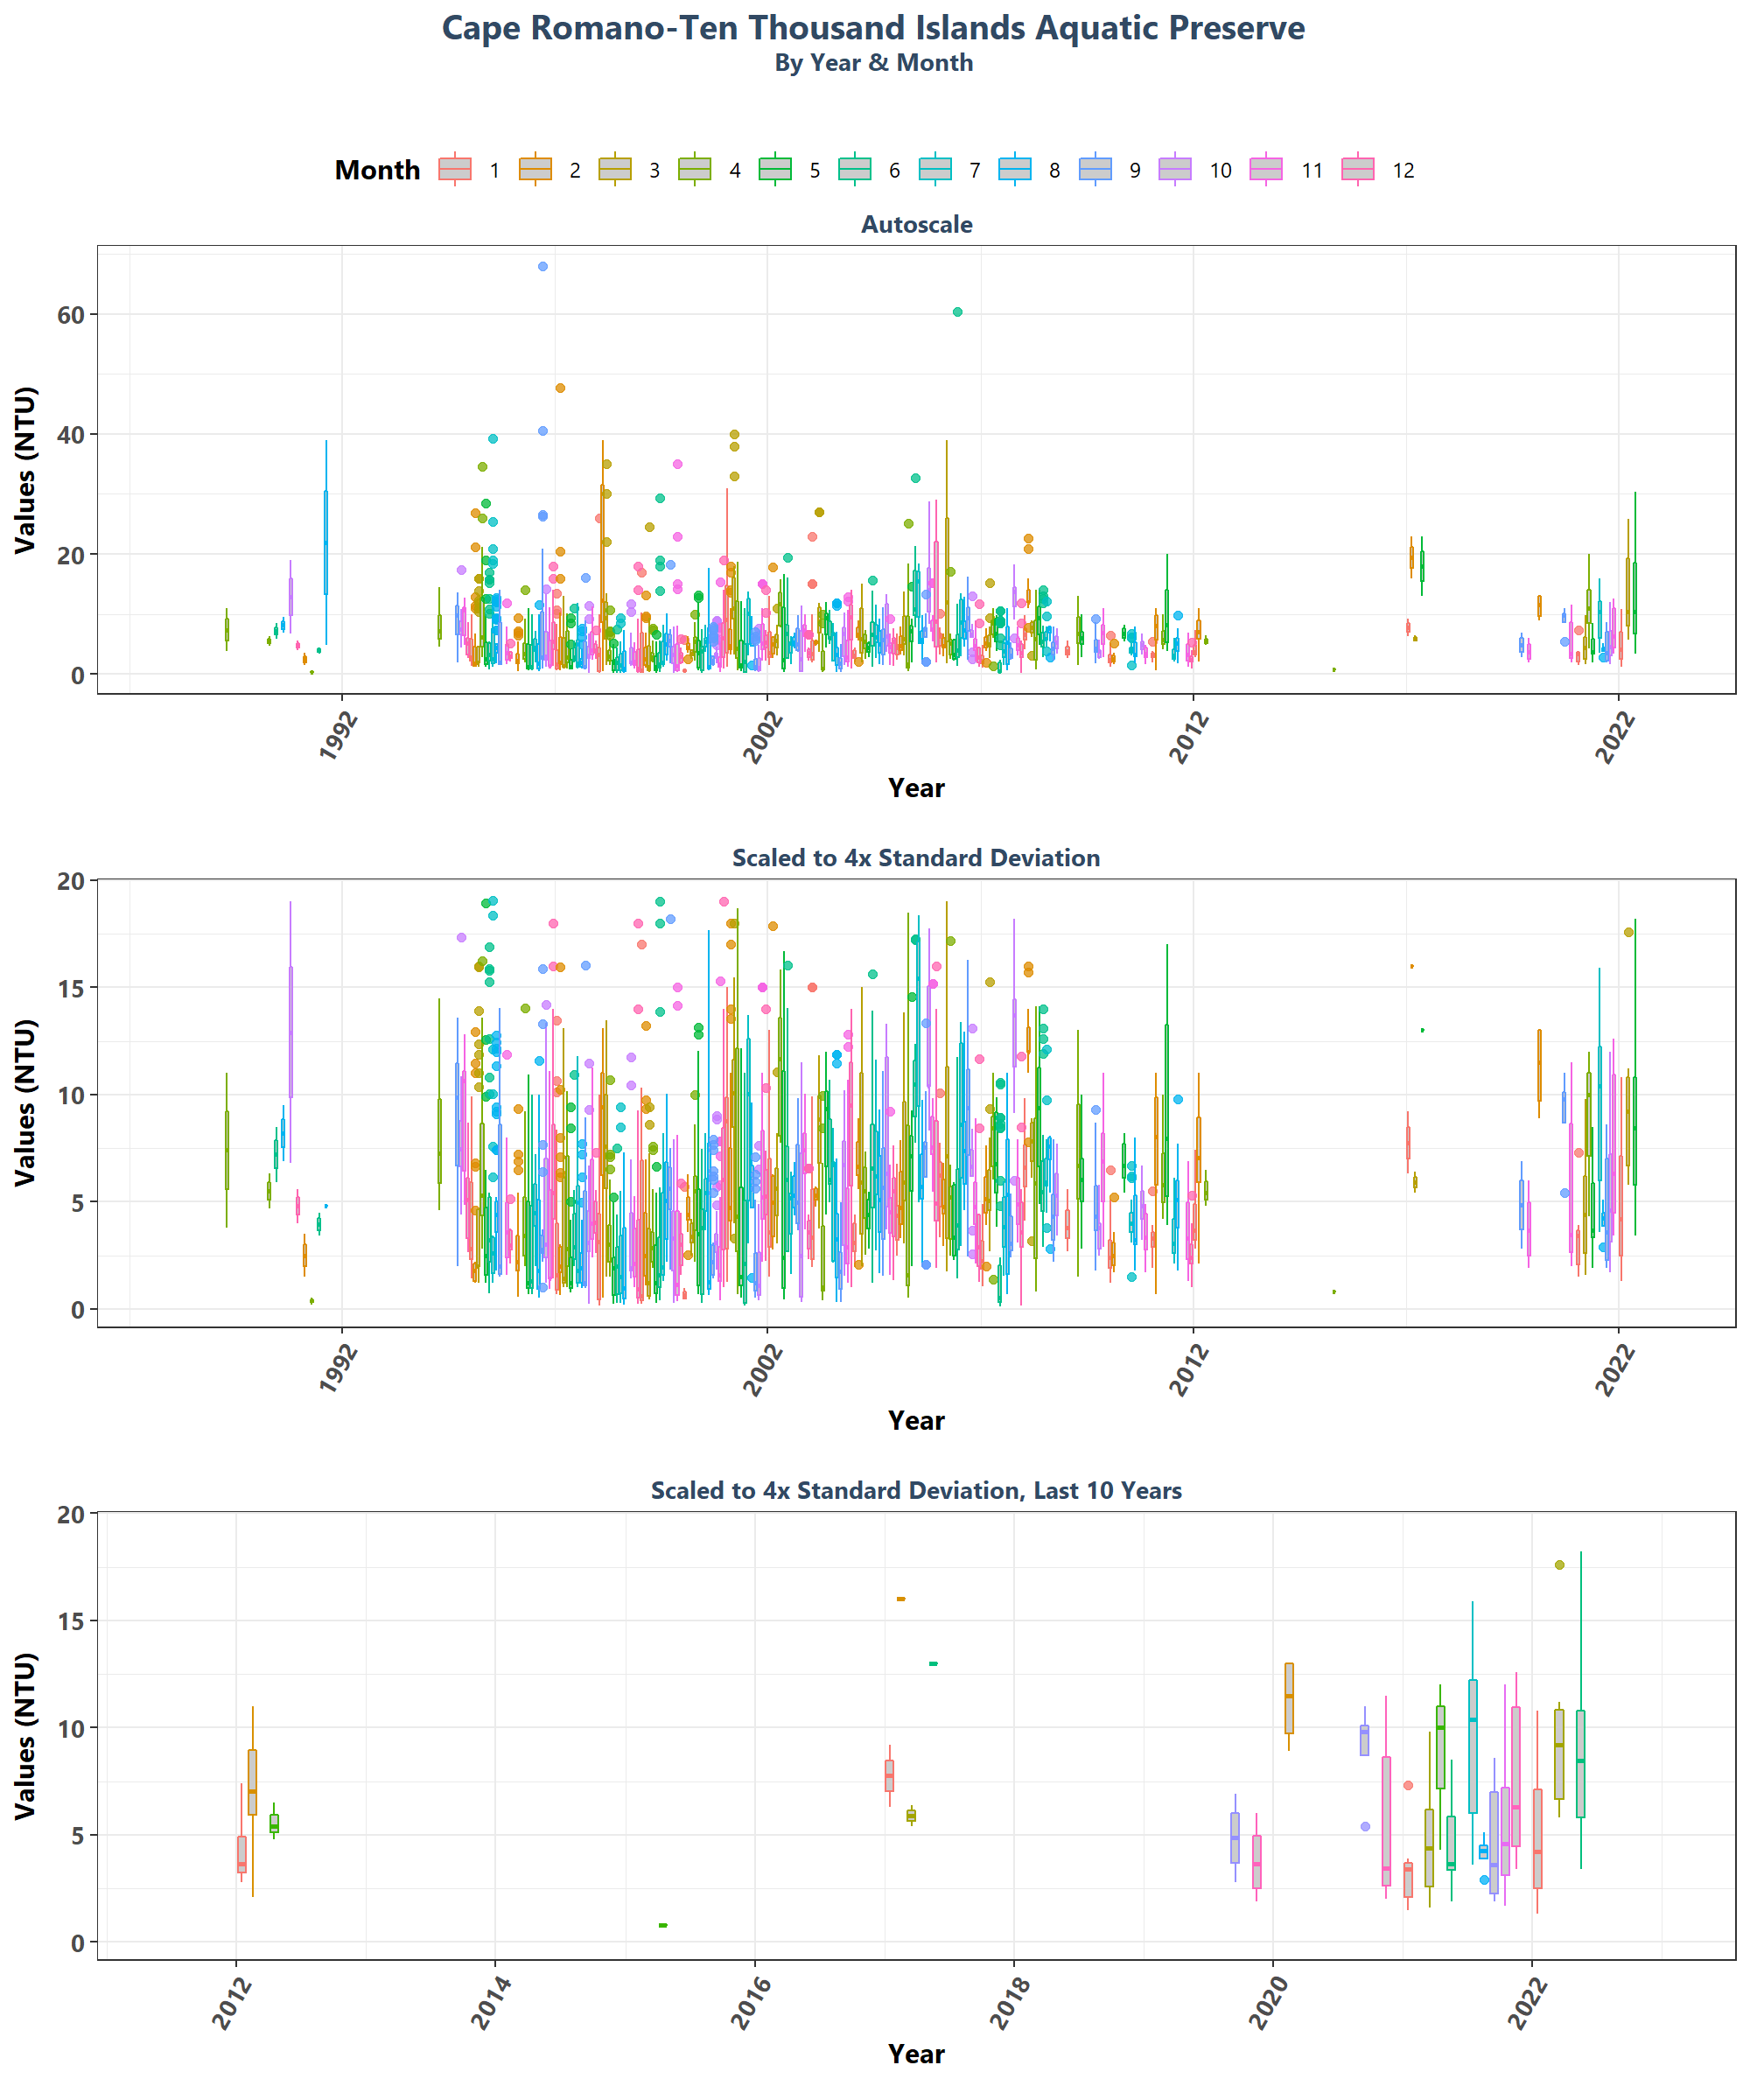 Cape Romano-Ten Thousand Islands Aquatic Preserve
By Year & Month
Month 1 2 3 4 5 6 7 8 9 10 11 12
Autoscale
Values (NTU)
60
40
20
0
1992 2002 2012 2022
Year
Scaled to 4x Standard Deviation
Values (NTU)
20
15
10
5
0
1992 2002 2012 2022
Year
Scaled to 4x Standard Deviation, Last 10 Years
Values (NTU)
20
15
10
5
0
2012 2014 2016 2018 2020 2022
Year